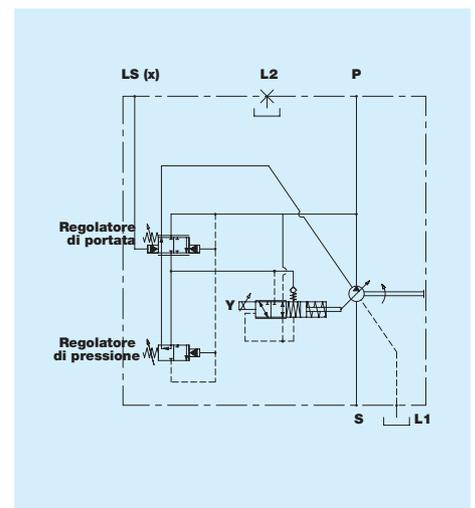 LS (x)
L2
P
Regolatore
di portata
Y
Regolatore
di pressione
S
L1